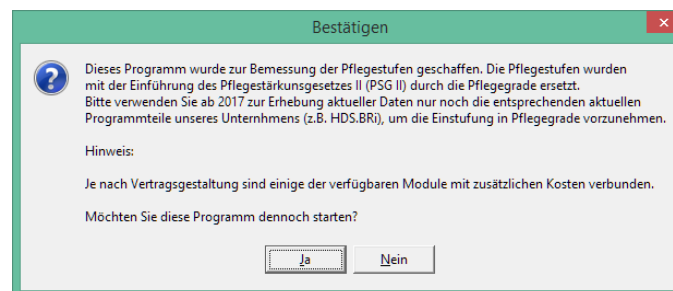 Bestätigen
Dieses Programm wurde zur Bemessung der Pflegestufen geschaffen. Die Pflegestufen wurden
mit der Einführung des Pflegestärkungsgesetzes II (PSG II) durch die Pflegegrade ersetzt.
Bitte verwenden Sie ab 2017 zur Erhebung aktueller Daten nur noch die entsprechenden aktuellen
Programmteile unseres Unternhmens (z.B. HDS.BRi), um die Einstufung in Pflegegrade vorzunehmen.
Hinweis:
Je nach Vertragsgestaltung sind einige der verfügbaren Module mit zusätzlichen Kosten verbunden.
Möchten Sie diese Programm dennoch starten?
Ja Nein